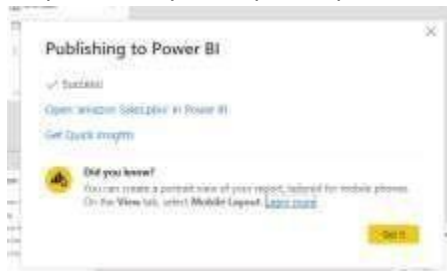 Publishing to Power BI
Success
Open 'amazon Sales.pbix' in Power BI
Get Quick Insights
Did you know?
You can create a portrait view of your report, tailored for mobile phones.
On the View tab, select Mobile Layout. Learn more
Got it